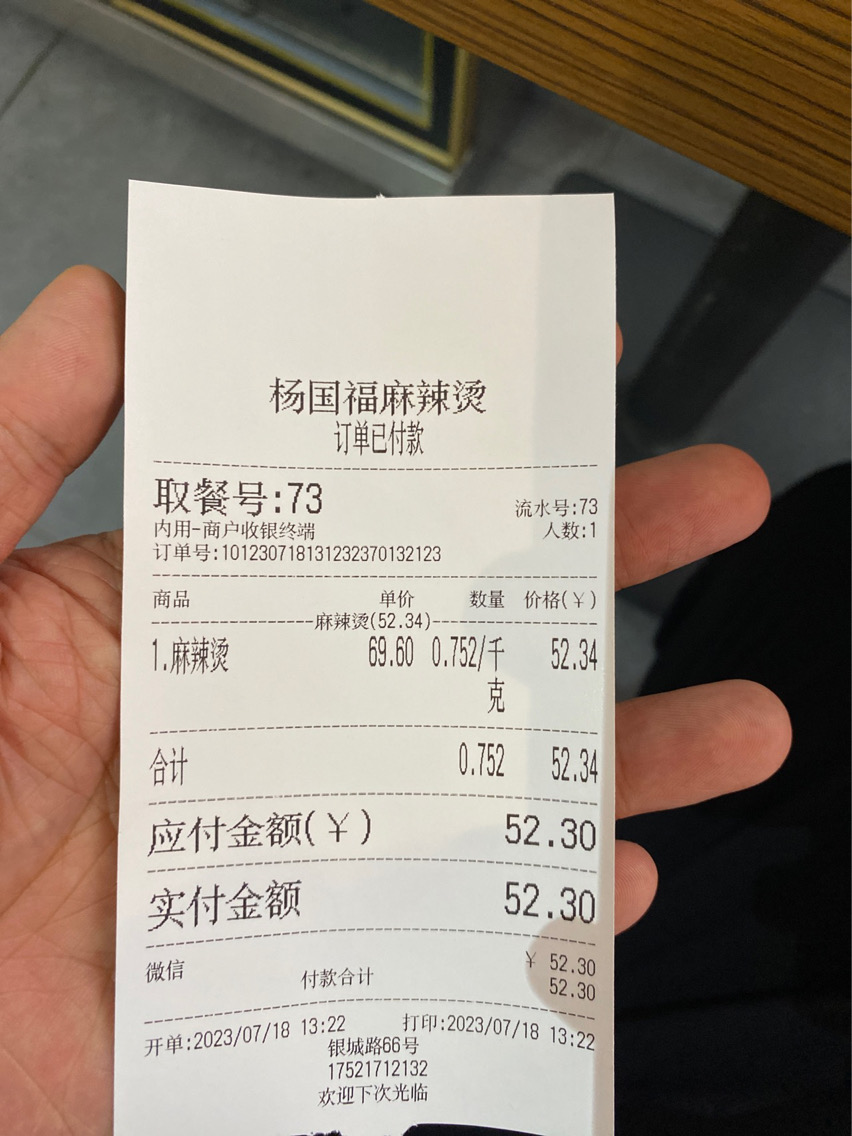 杨国福麻辣烫
订单已付款
取餐号:73 流水号:73
内用-商户收银终端 人数:1
订单号:101230718131232370132123
商品 单价 数量 价格(￥)
麻辣烫(52.34)
1.麻辣烫 69.60 0.752/千克 52.34
合计 0.752 52.34
应付金额(￥) 52.30
实付金额 52.30
微信 ￥ 52.30
付款合计 52.30
开单:2023/07/18 13:22 打印:2023/07/18 13:22
银城路66号
17521712132
欢迎下次光临